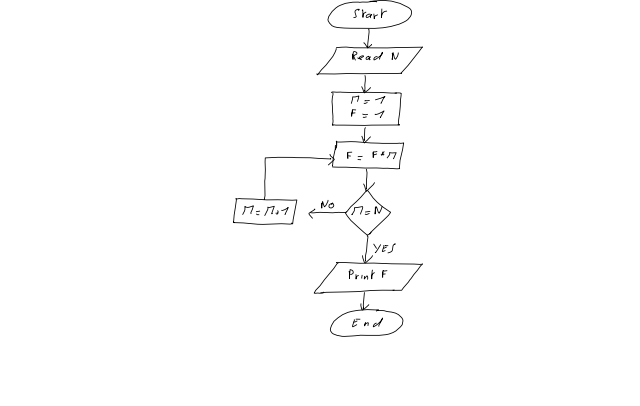 Start
Read N
M = 1
F = 1
F = F*M
M = N
NO
M = M+1
YES
Print F
End